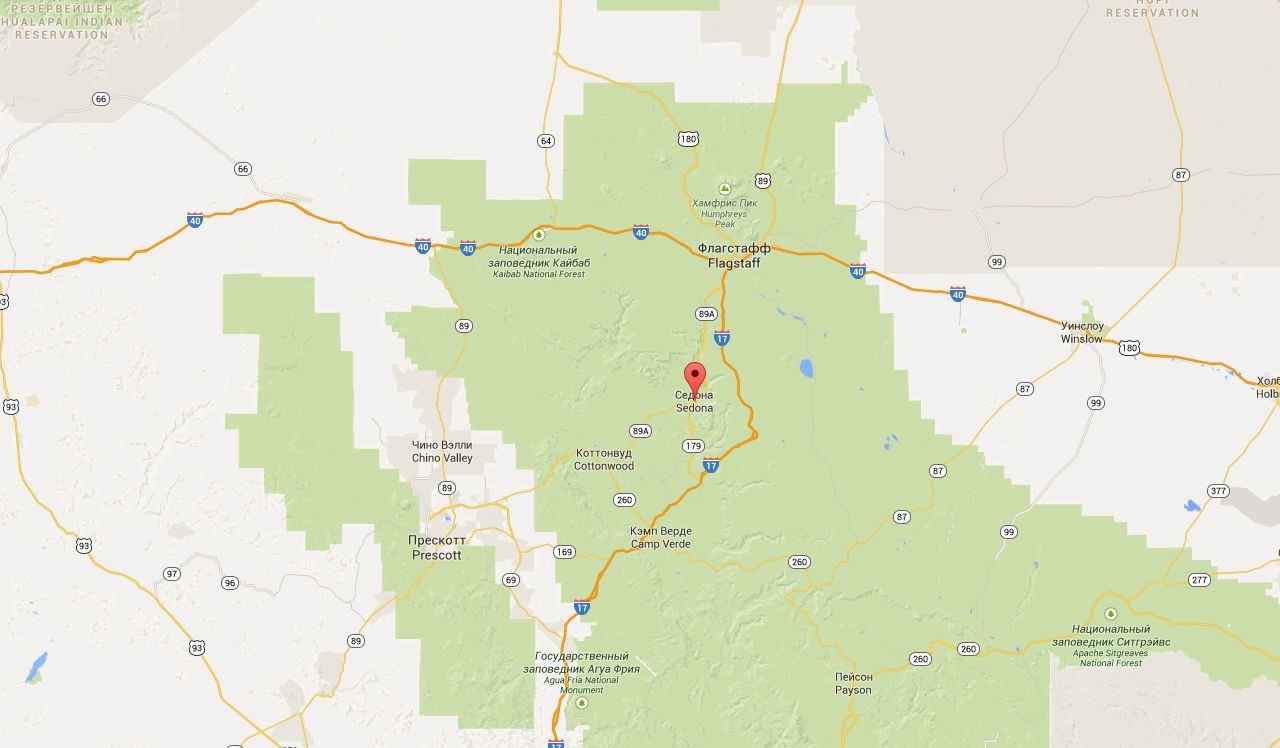 РЕЗЕРВЕЙШЕН
HUALAPAI INDIAN
RESERVATION
HOPI
RESERVATION
66
64
180
66
87
89
Хамфрис Пик
Humphreys
Peak
40
40
40
40
Национальный
заповедник Кайбаб
Kaibab National Forest
Флагстафф
Flagstaff
99
40
40
93
89A
89
17
Уинслоу
Winslow
180
Седона
Sedona
87
99
93
89A
179
Чино Вэлли
Chino Valley
Коттонвуд
Cottonwood
17
87
89
260
377
87
99
Прескотт
Prescott
Кэмп Верде
Camp Verde
93
169
260
97
96
69
277
17
Национальный
заповедник Ситгрэйвс
Apache Sitgreaves
National Forest
89
93
260
260
Государственный
заповедник Агуа Фрия
Agua Fria National
Monument
Пейсон
Payson
17